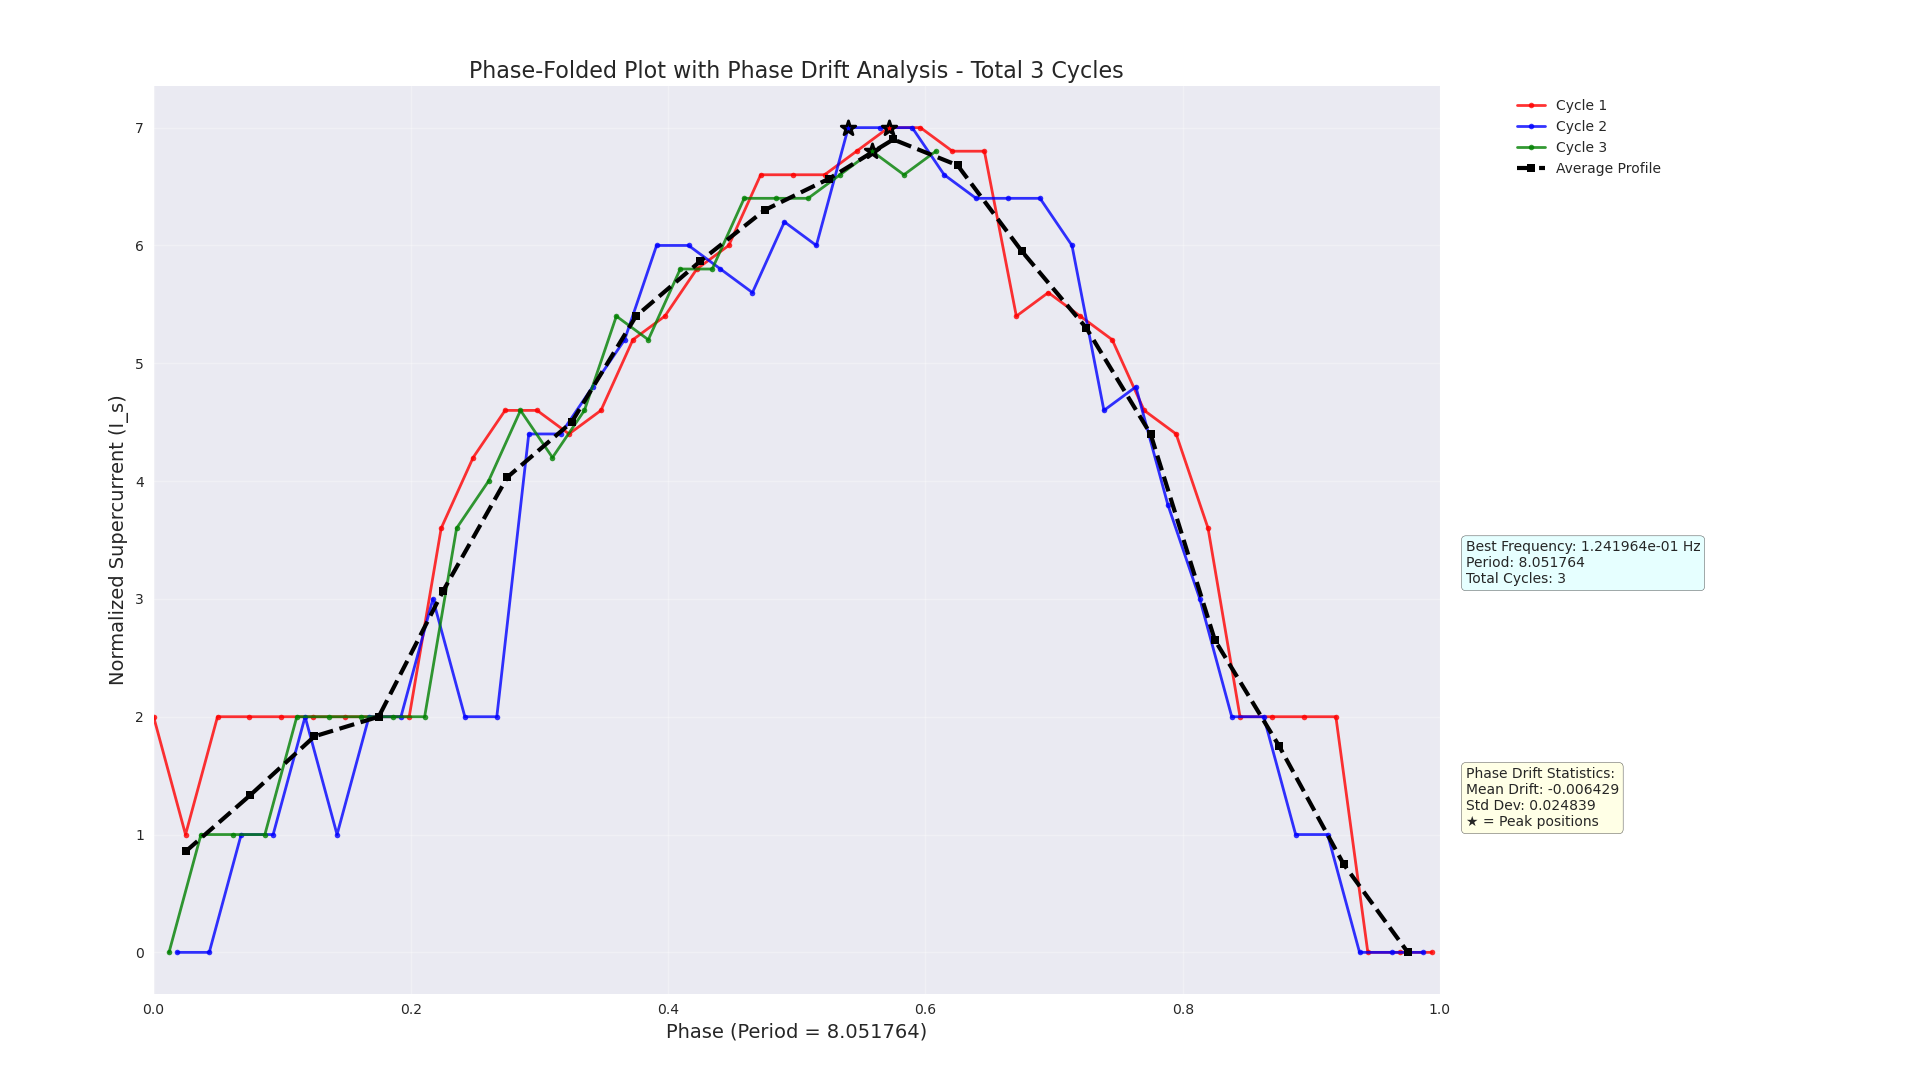 Phase-Folded Plot with Phase Drift Analysis - Total 3 Cycles
Cycle 1
Cycle 2
Cycle 3
Average Profile
Normalized Supercurrent (I_s)
7
6
5
4
3
2
1
0
0.0 0.2 0.4 0.6 0.8 1.0
Phase (Period = 8.051764)
Best Frequency: 1.241964e-01 Hz
Period: 8.051764
Total Cycles: 3
Phase Drift Statistics:
Mean Drift: -0.006429
Std Dev: 0.024839
★ = Peak positions